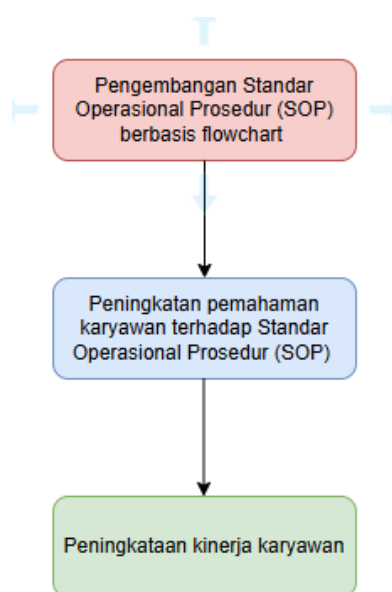 Pengembangan Standar
Operasional Prosedur (SOP)
berbasis flowchart
Peningkatan pemahaman
karyawan terhadap Standar
Operasional Prosedur (SOP)
Peningkataan kinerja karyawan